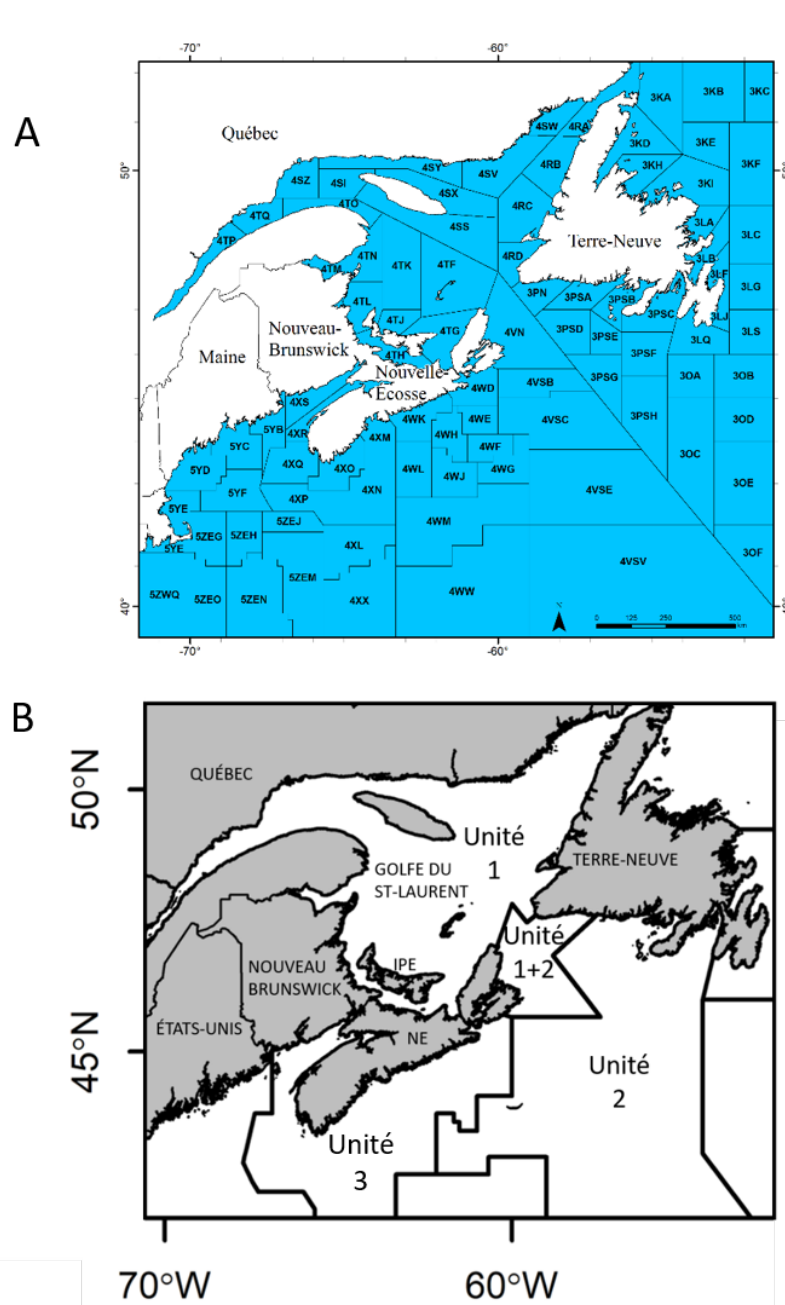 A
-70°
-60°
3KA
3KB
3KC
Québec
4SW
4RA
3KD
3KE
4SY
4SV
4RB
3KH
3KF
50°
4SZ
4SI
4SX
3KI
4TO
4RC
4TQ
4SS
3LA
4TP
Terre-Neuve
3LC
4TN
4TK
4TF
4RD
3LB
4TM
3LF
3LG
3PN
3PSA
3PSB
4TL
3PSC
3LJ
4TJ
4TG
4VN
3PSD
3PSE
3LS
Nouveau-
Brunswick
3LQ
4TH
3PSF
Maine
Nouvelle-
Ecosse
4WD
4VSB
3PSG
3OA
3OB
4XS
4WK
4WE
4VSC
3PSH
3OD
5YB
4XR
4XM
4WH
5YC
4WF
3OC
5YD
4XQ
4XO
4WL
4WJ
4WG
3OE
5YF
4XP
4XN
4VSE
5YE
5ZEJ
4WM
5ZEG
5ZEH
5YE
4XL
3OF
4VSV
5ZEM
5ZWQ
5ZEO
5ZEN
4XX
4WW
40°
0 125 250 500
km
-70°
-60°
B
50°N
QUÉBEC
Unité
1
TERRE-NEUVE
GOLFE DU
ST-LAURENT
Unité
1+2
IPE
NOUVEAU
BRUNSWICK
ÉTATS-UNIS
NE
45°N
Unité
2
Unité
3
70°W
60°W